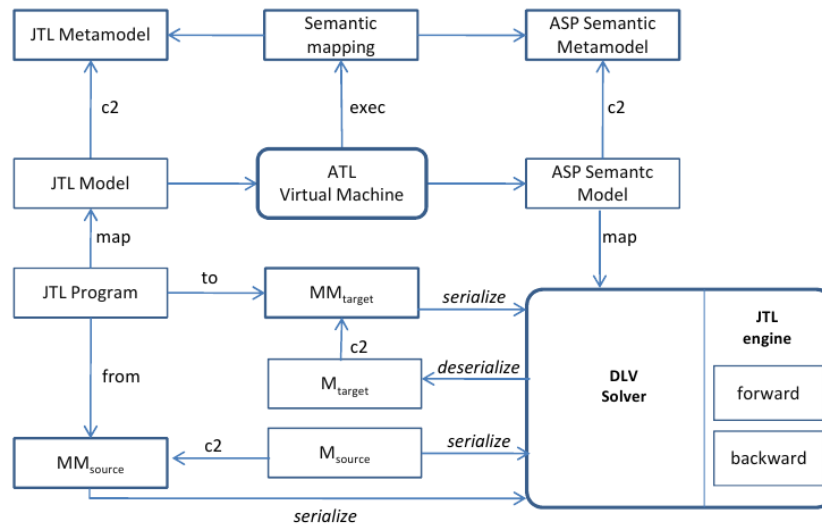 JTL Metamodel
Semantic
mapping
ASP Semantic
Metamodel
c2
exec
c2
JTL Model
ATL
Virtual Machine
ASP Semantc
Model
map
map
JTL Program
to
MMtarget
serialize
JTL
engine
c2
from
Mtarget
deserialize
DLV
Solver
forward
MMsource
c2
Msource
serialize
backward
serialize